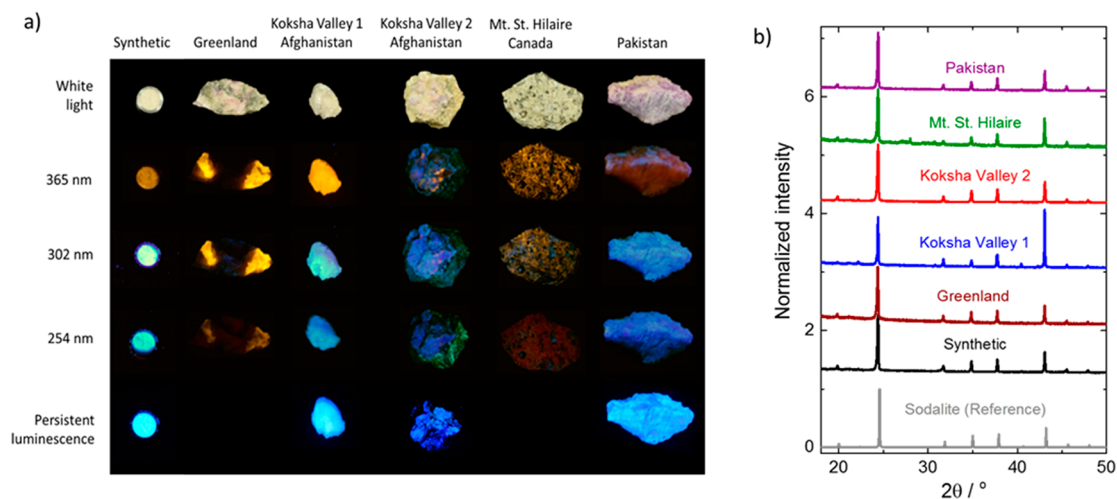 a)
Synthetic
Greenland
Koksha Valley 1
Afghanistan
Koksha Valley 2
Afghanistan
Mt. St. Hilaire
Canada
Pakistan
White
light
365 nm
302 nm
254 nm
Persistent
luminescence
b)
Normalized intensity
6
4
2
0
Pakistan
Mt. St. Hilaire
Koksha Valley 2
Koksha Valley 1
Greenland
Synthetic
Sodalite (Reference)
20 30 40 50
2θ / °